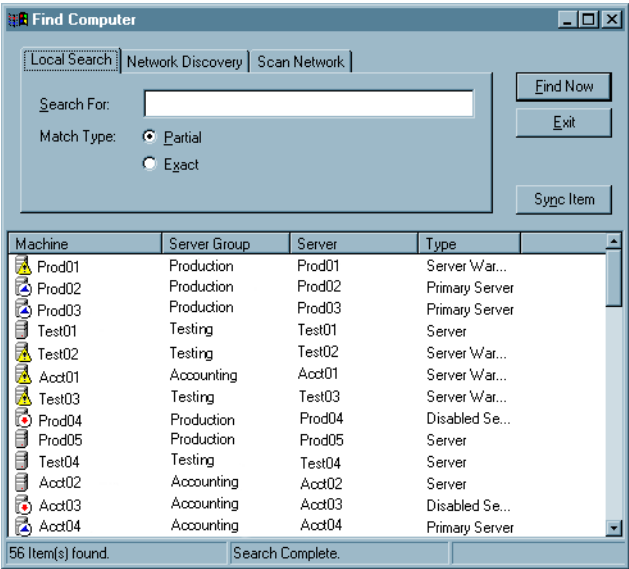 Find Computer
Local Search Network Discovery Scan Network
Search For:
Match Type: Partial
Exact
Find Now
Exit
Sync Item
Machine Server Group Server Type
Prod01 Production Prod01 Server War...
Prod02 Production Prod02 Primary Server
Prod03 Production Prod03 Primary Server
Test01 Testing Test01 Server
Test02 Testing Test02 Server War...
Acct01 Accounting Acct01 Server War...
Test03 Testing Test03 Server War...
Prod04 Production Prod04 Disabled Se...
Prod05 Production Prod05 Server
Test04 Testing Test04 Server
Acct02 Accounting Acct02 Server
Acct03 Accounting Acct03 Disabled Se...
Acct04 Accounting Acct04 Primary Server
56 Item(s) found. Search Complete.